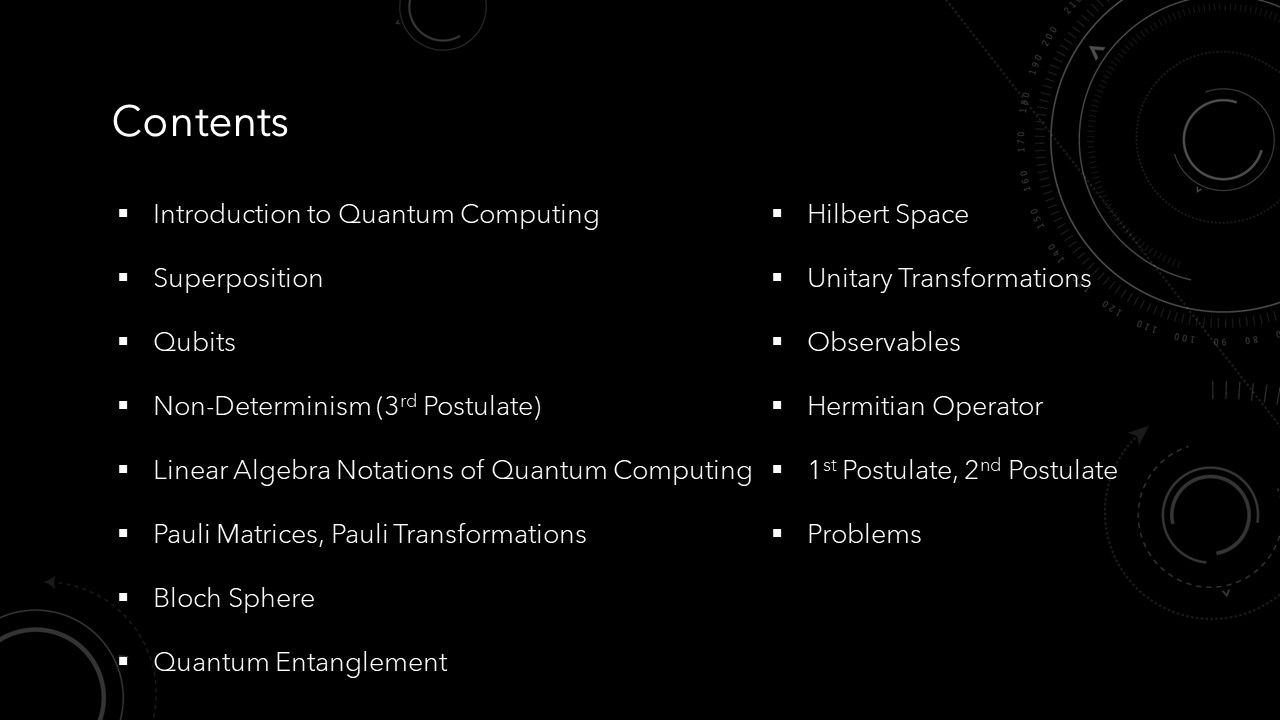 Contents
▪ Introduction to Quantum Computing
▪ Superposition
▪ Qubits
▪ Non-Determinism (3rd Postulate)
▪ Linear Algebra Notations of Quantum Computing
▪ Pauli Matrices, Pauli Transformations
▪ Bloch Sphere
▪ Quantum Entanglement
▪ Hilbert Space
▪ Unitary Transformations
▪ Observables
▪ Hermitian Operator
▪ 1st Postulate, 2nd Postulate
▪ Problems
210
200
190
180
170
160
150
140
120
110
100
90
80